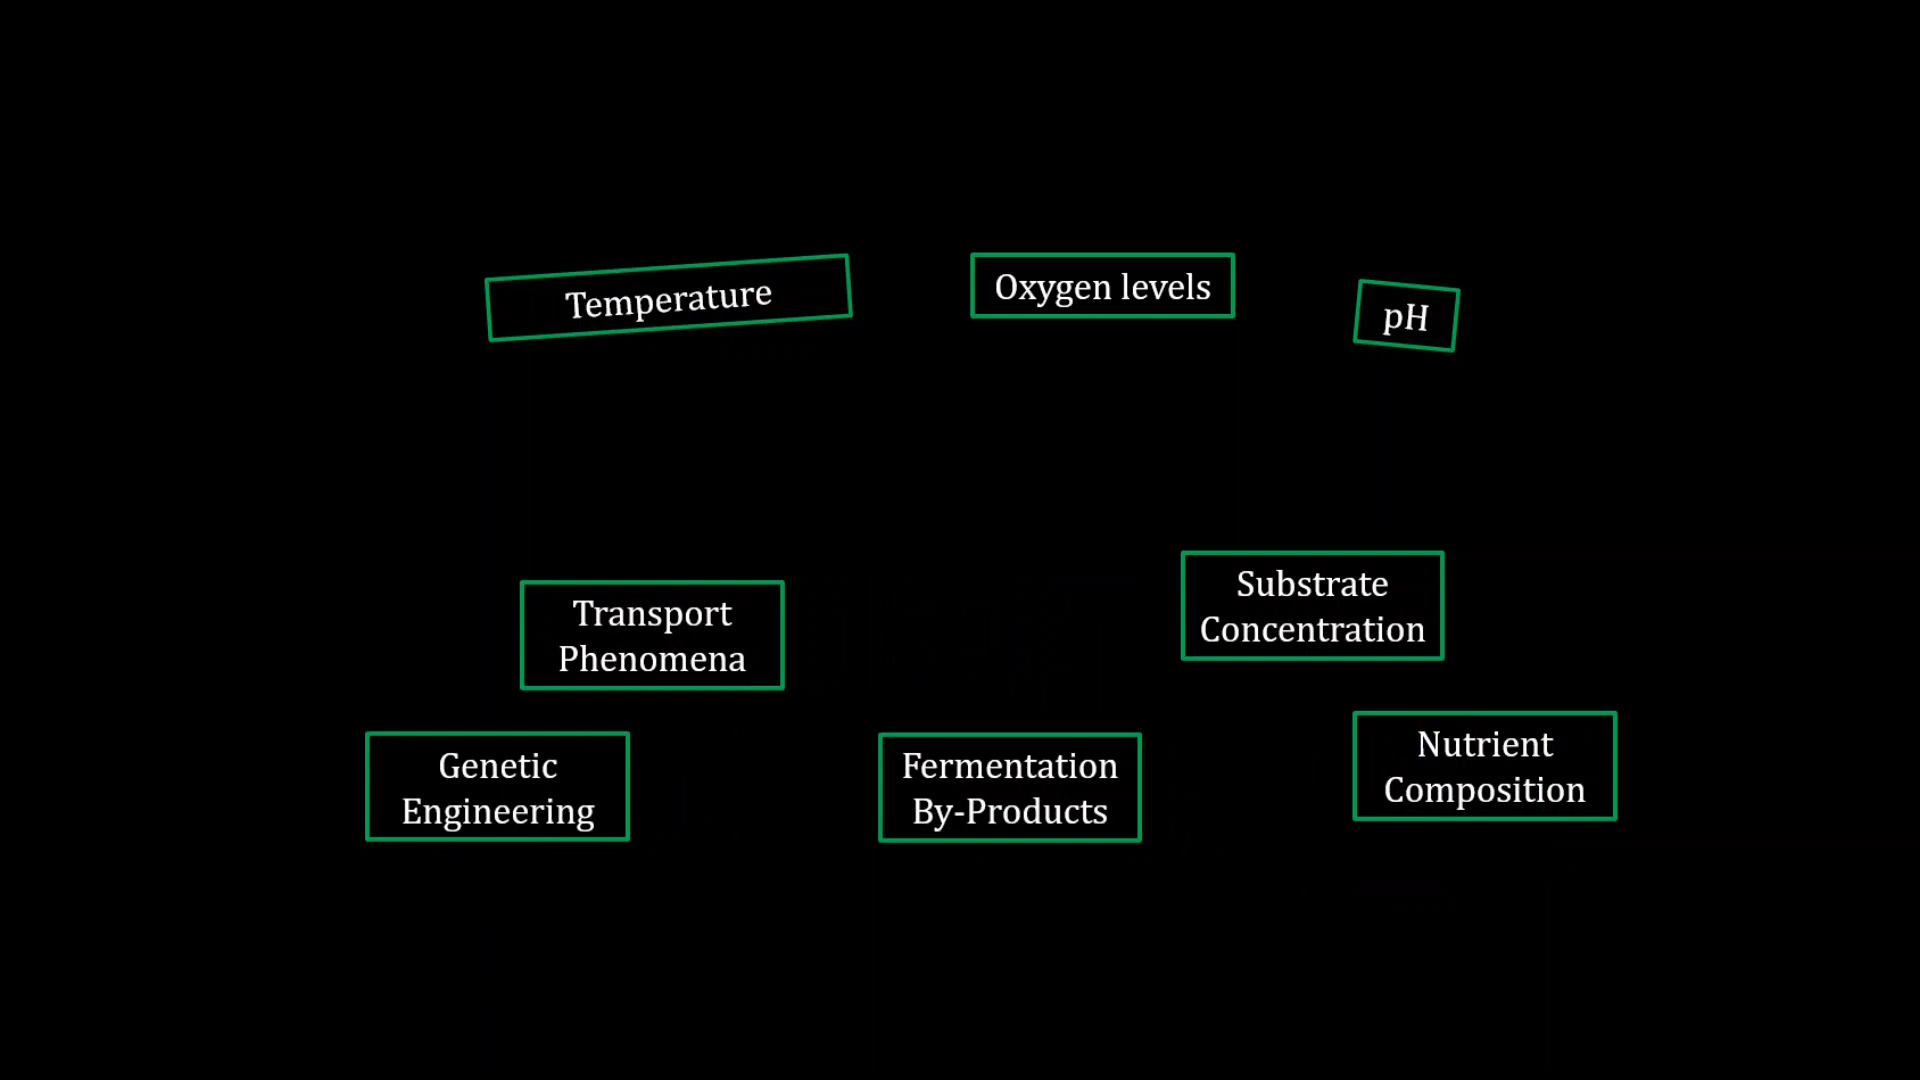 Temperature
Oxygen levels
pH
Transport
Phenomena
Substrate
Concentration
Genetic
Engineering
Fermentation
By-Products
Nutrient
Composition